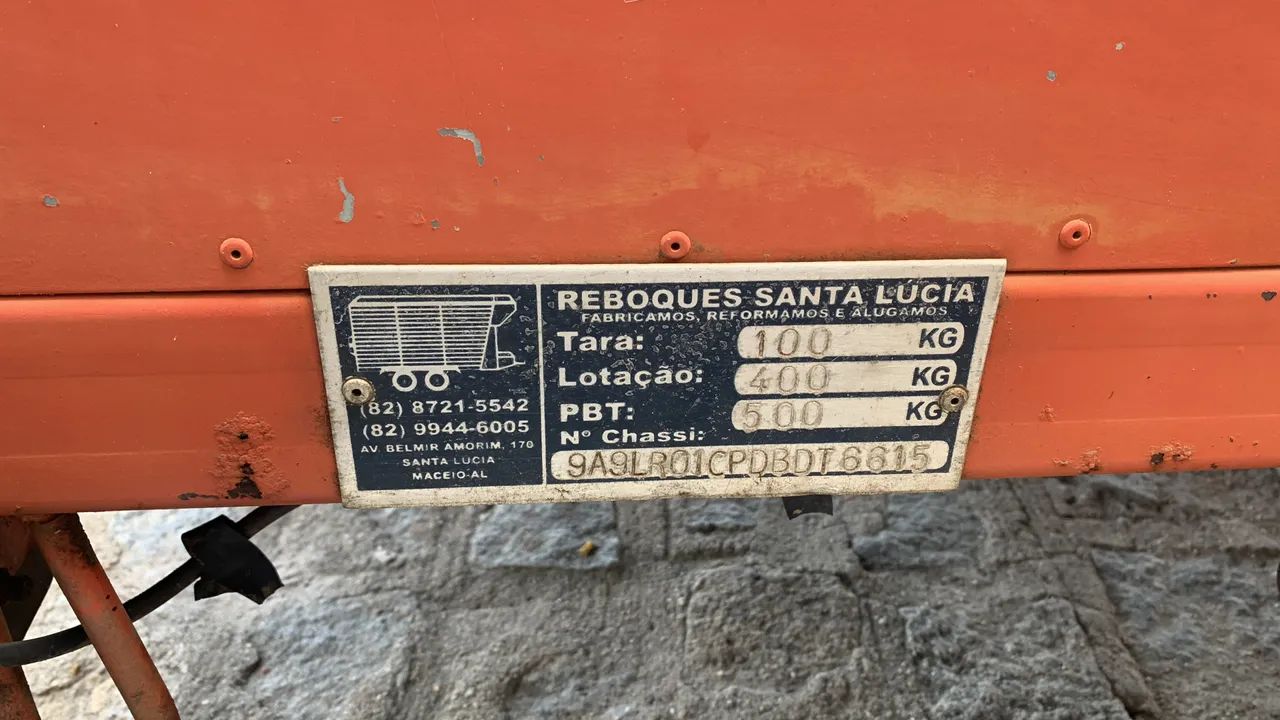 REBOQUES SANTA LÚCIA
FABRICAMOS, REFORMAMOS E ALUGAMOS
Tara: 100 KG
Lotação: 400 KG
PBT: 500 KG
Nº Chassi:
9A9LR01CPDBDT6615
(82) 8721-5542
(82) 9944-6005
AV. BELMIR AMORIM, 170
SANTA LUCIA
MACEIO-AL